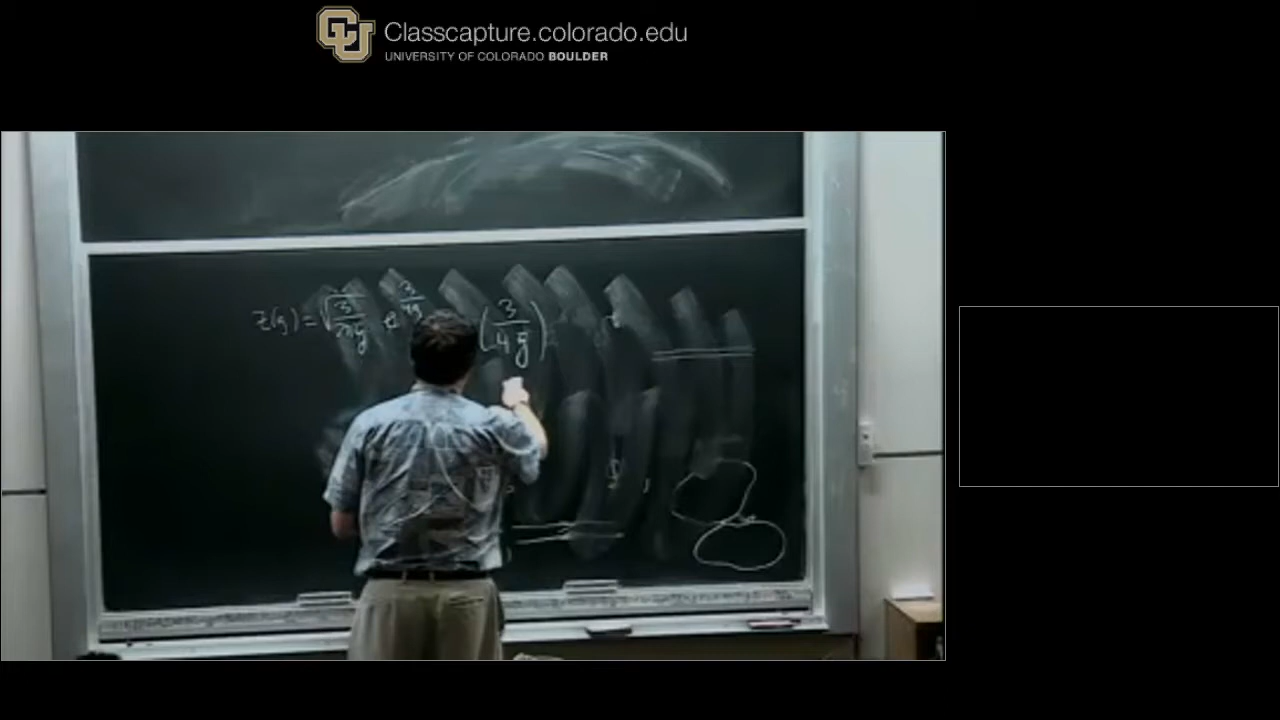 Classcapture.colorado.edu
UNIVERSITY OF COLORADO BOULDER
Z(g) = √(3/2πg) e^(3/4g) (3/4g)